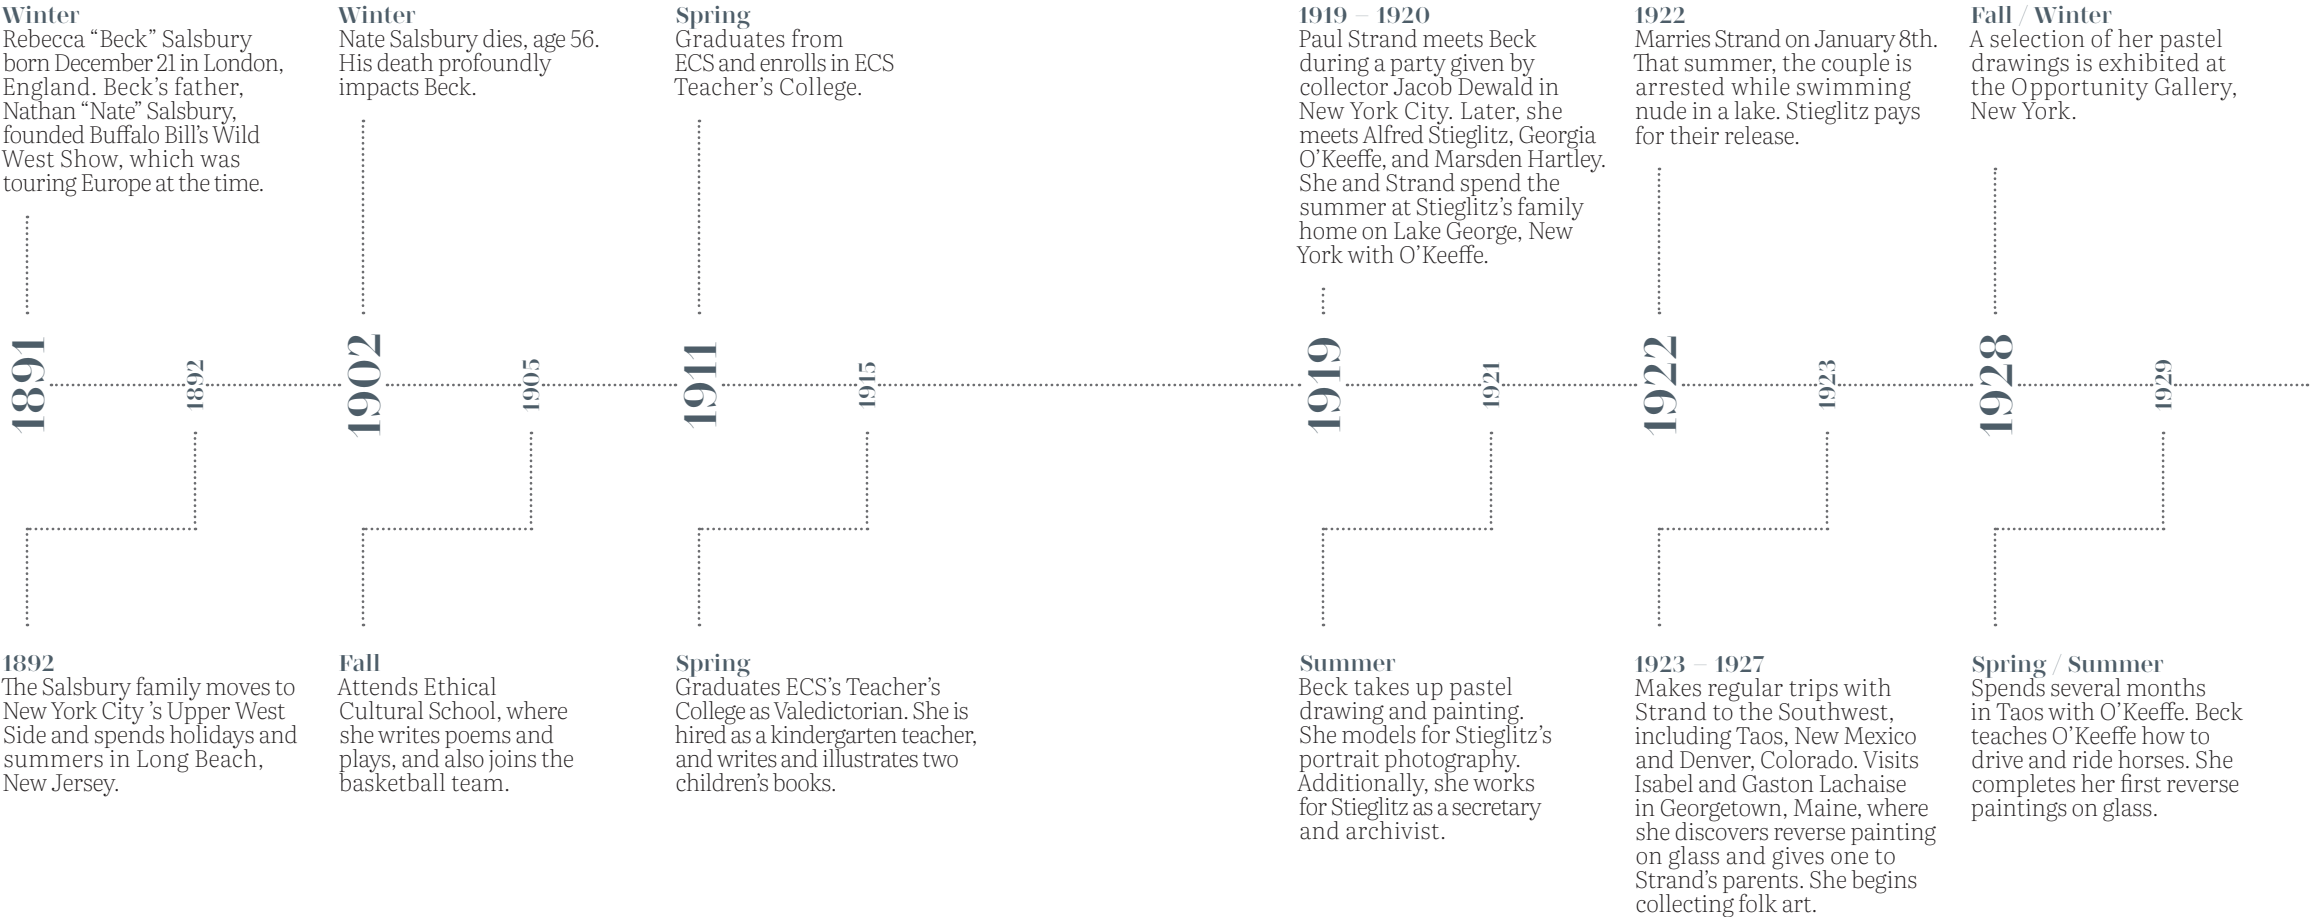 Winter
Rebecca “Beck” Salsbury
born December 21 in London,
England. Beck’s father,
Nathan “Nate” Salsbury,
founded Buffalo Bill’s Wild
West Show, which was
touring Europe at the time.
Winter
Nate Salsbury dies, age 56.
His death profoundly
impacts Beck.
Spring
Graduates from
ECS and enrolls in ECS
Teacher’s College.
1919 – 1920
Paul Strand meets Beck
during a party given by
collector Jacob Dewald in
New York City. Later, she
meets Alfred Stieglitz, Georgia
O’Keeffe, and Marsden Hartley.
She and Strand spend the
summer at Stieglitz’s family
home on Lake George, New
York with O’Keeffe.
1922
Marries Strand on January 8th.
That summer, the couple is
arrested while swimming
nude in a lake. Stieglitz pays
for their release.
Fall / Winter
A selection of her pastel
drawings is exhibited at
the Opportunity Gallery,
New York.
1891
1892
1902
1905
1911
1915
1919
1921
1922
1923
1928
1929
1892
The Salsbury family moves to
New York City ’s Upper West
Side and spends holidays and
summers in Long Beach,
New Jersey.
Fall
Attends Ethical
Cultural School, where
she writes poems and
plays, and also joins the
basketball team.
Spring
Graduates ECS’s Teacher’s
College as Valedictorian. She is
hired as a kindergarten teacher,
and writes and illustrates two
children’s books.
Summer
Beck takes up pastel
drawing and painting.
She models for Stieglitz’s
portrait photography.
Additionally, she works
for Stieglitz as a secretary
and archivist.
1923 – 1927
Makes regular trips with
Strand to the Southwest,
including Taos, New Mexico
and Denver, Colorado. Visits
Isabel and Gaston Lachaise
in Georgetown, Maine, where
she discovers reverse painting
on glass and gives one to
Strand’s parents. She begins
collecting folk art.
Spring / Summer
Spends several months
in Taos with O’Keeffe. Beck
teaches O’Keeffe how to
drive and ride horses. She
completes her first reverse
paintings on glass.